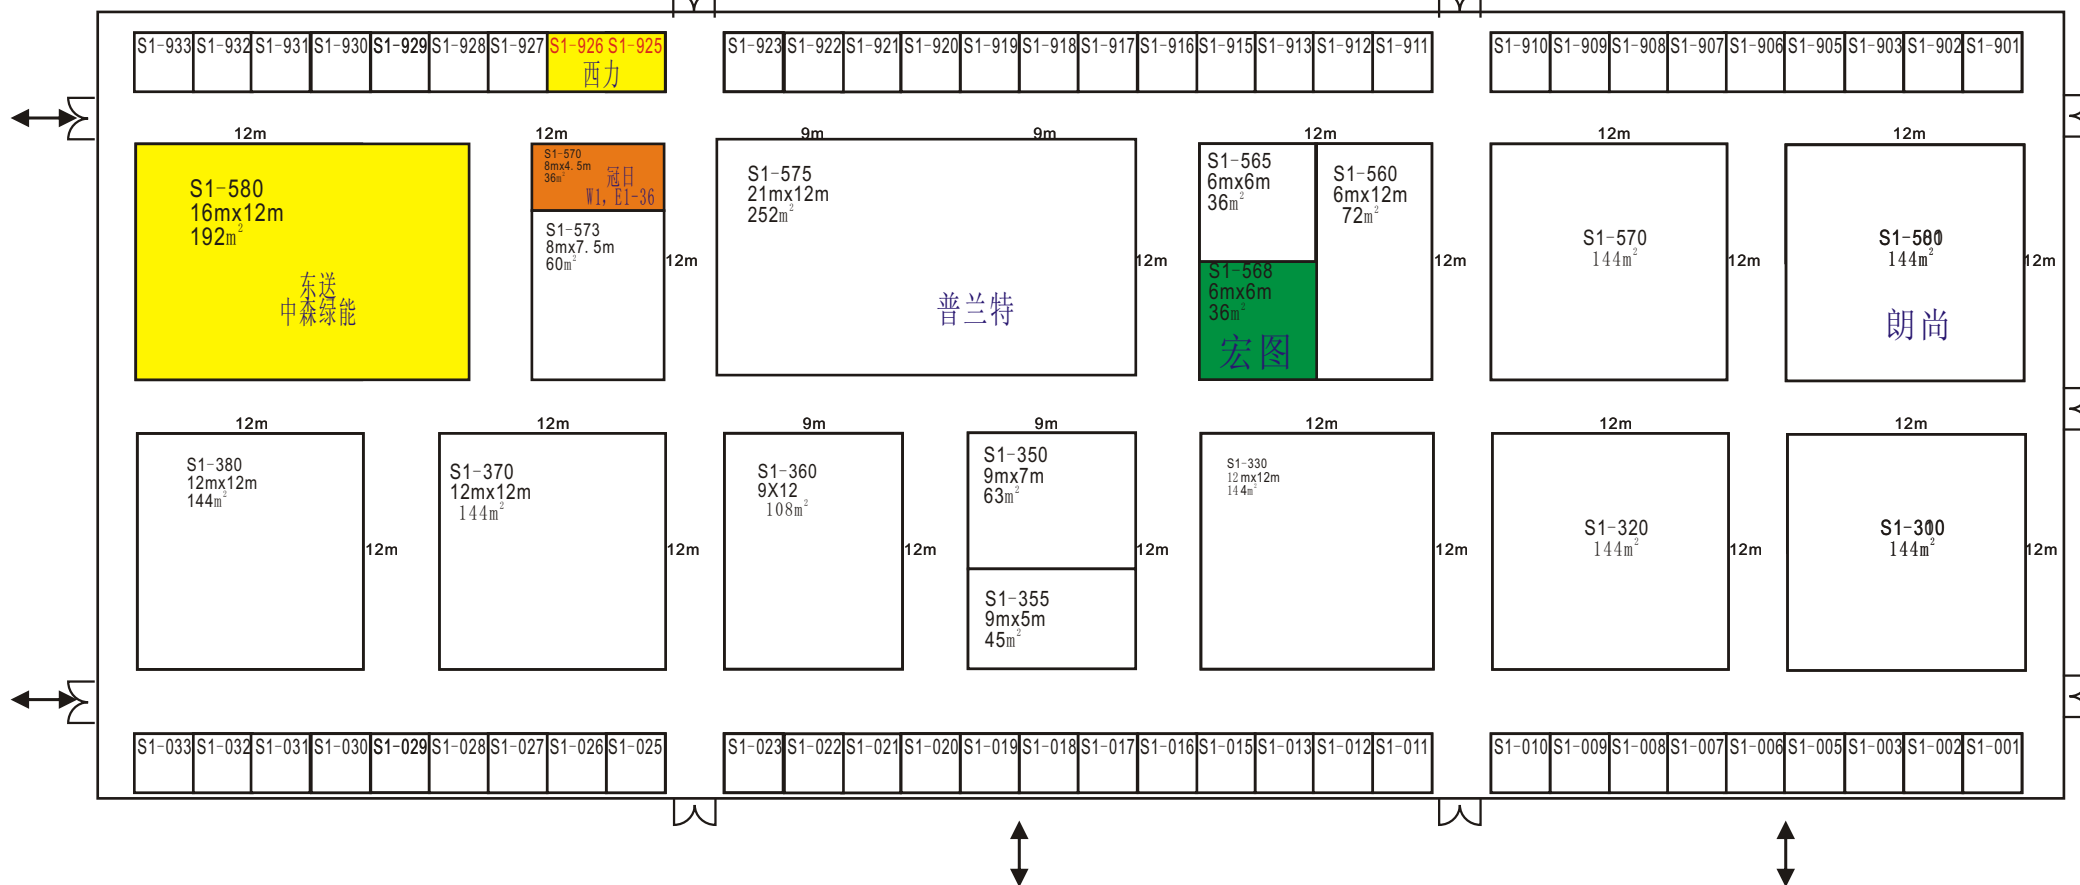 S1-933 S1-932 S1-931 S1-930 S1-929 S1-928 S1-927 S1-926 S1-925
西力
S1-923 S1-922 S1-921 S1-920 S1-919 S1-918 S1-917 S1-916 S1-915 S1-913 S1-912 S1-911
S1-910 S1-909 S1-908 S1-907 S1-906 S1-905 S1-903 S1-902 S1-901
12m 12m 9m 9m 12m 12m 12m
S1-580
16mx12m
192m²
东送
中森绿能
S1-570
8mx4.5m
36m²
冠日
W1, E1-36
S1-573
8mx7.5m
60m²
12m
S1-575
21mx12m
252m²
普兰特
12m
S1-565
6mx6m
36m²
S1-568
6mx6m
36m²
宏图
S1-560
6mx12m
72m²
12m
S1-570
144m²
12m
144m²
朗尚
12m
12m 12m 9m 9m 12m 12m 12m
S1-380
12mx12m
144m²
12m
S1-370
12mx12m
144m²
12m
S1-360
9X12
108m²
12m
S1-350
9mx7m
63m²
S1-355
9mx5m
45m²
12m
S1-330
12mx12m
144m²
12m
S1-320
144m²
12m
144m²
12m
S1-033 S1-032 S1-031 S1-030 S1-029 S1-028 S1-027 S1-026 S1-025
S1-023 S1-022 S1-021 S1-020 S1-019 S1-018 S1-017 S1-016 S1-015 S1-013 S1-012 S1-011
S1-010 S1-009 S1-008 S1-007 S1-006 S1-005 S1-003 S1-002 S1-001